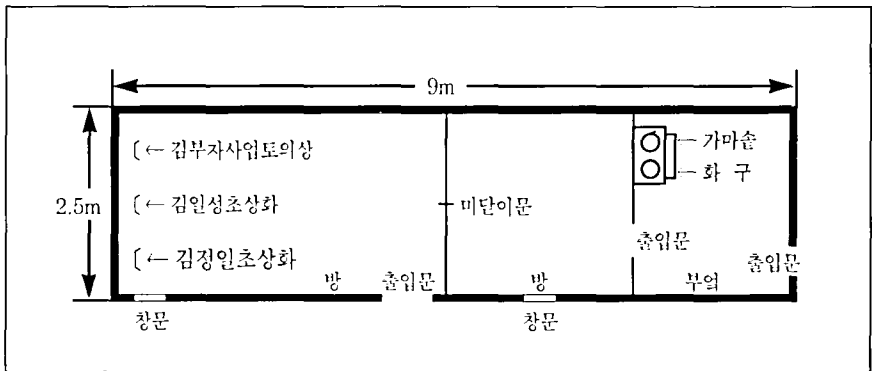 9m
2.5m
김부자사업토의상
김일성초상화
김정일초상화
미닫이문
가마솥
화 구
출입문
출입문
방
출입문
방
부엌
창문
창문